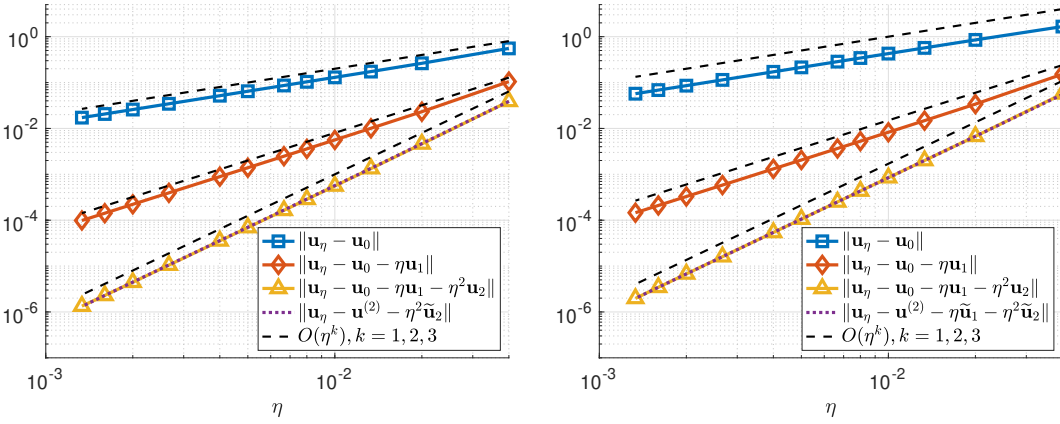 10^0
10^-2
10^-4
10^-6
‖u_η − u_0‖
‖u_η − u_0 − ηu_1‖
‖u_η − u_0 − ηu_1 − η^2u_2‖
‖u_η − u^(2) − η^2ũ_2‖
O(η^k), k = 1, 2, 3
10^-3
10^-2
η
10^0
10^-2
10^-4
10^-6
‖u_η − u_0‖
‖u_η − u_0 − ηu_1‖
‖u_η − u_0 − ηu_1 − η^2u_2‖
‖u_η − u^(2) − ηũ_1 − η^2ũ_2‖
O(η^k), k = 1, 2, 3
10^-3
10^-2
η